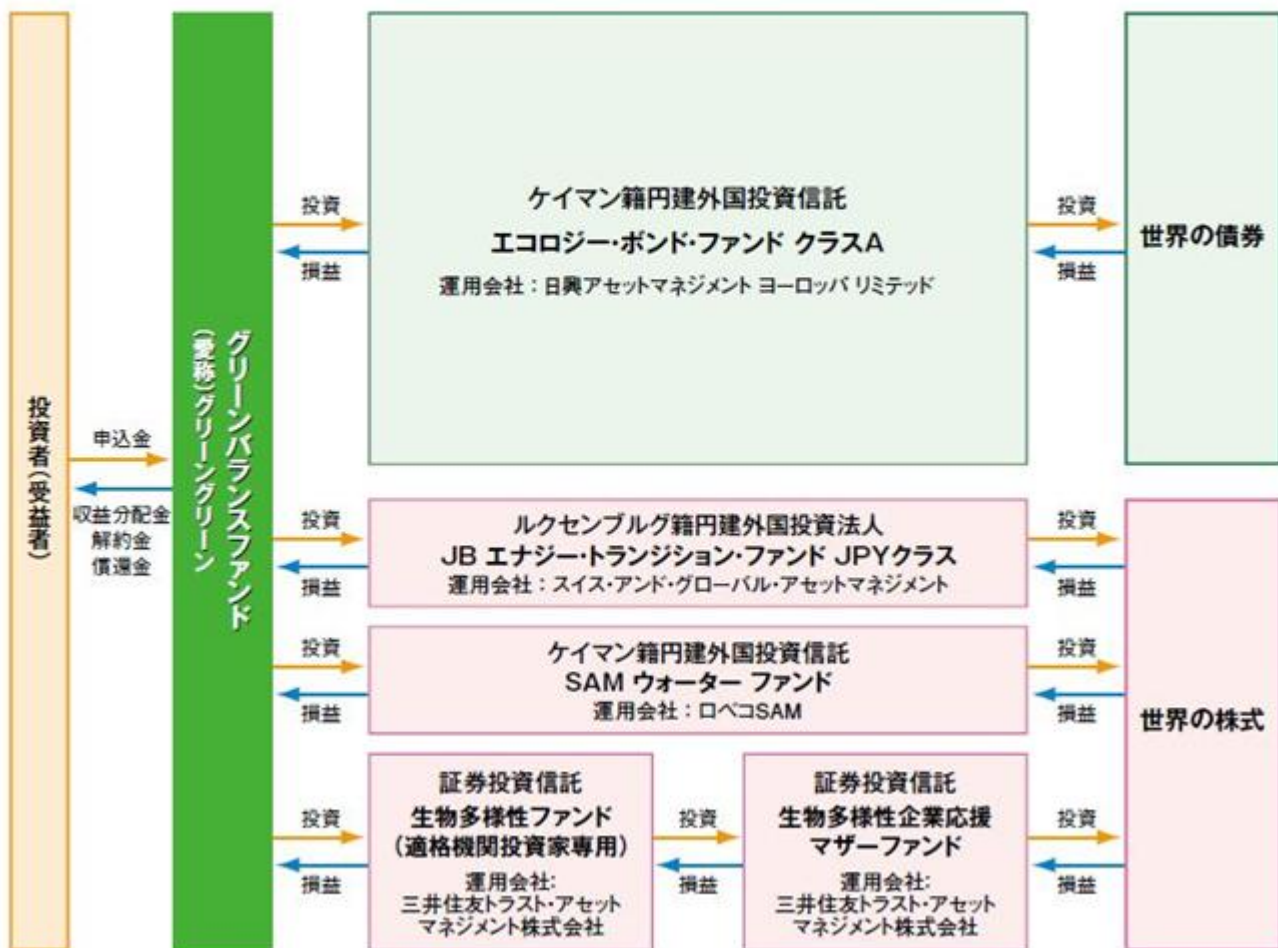 投資者(受益者)
申込金
収益分配金
解約金
償還金
グリーンバランスファンド
(愛称)グリーングリーン
投資
損益
ケイマン籍円建外国投資信託
エコロジー・ボンド・ファンド クラスA
運用会社：日興アセットマネジメント ヨーロッパ リミテッド
投資
損益
世界の債券
投資
損益
ルクセンブルグ籍円建外国投資法人
JB エナジー・トランジション・ファンド JPYクラス
運用会社：スイス・アンド・グローバル・アセットマネジメント
投資
損益
投資
損益
ケイマン籍円建外国投資信託
SAM ウォーター ファンド
運用会社：ロベコSAM
投資
損益
世界の株式
投資
損益
証券投資信託
生物多様性ファンド
(適格機関投資家専用)
運用会社:
三井住友トラスト・アセット
マネジメント株式会社
投資
損益
証券投資信託
生物多様性企業応援
マザーファンド
運用会社:
三井住友トラスト・アセット
マネジメント株式会社
投資
損益